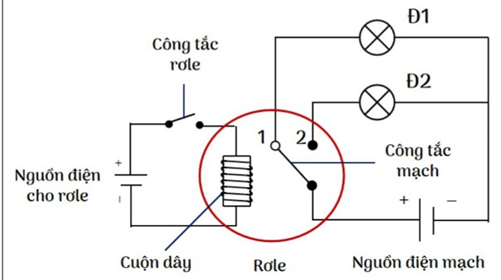 Đ1
Công tắc
rơle
Đ2
1
2
Công tắc
mạch
+
Nguồn điện
cho rơle
–
+
–
Cuộn dây
Rơle
Nguồn điện mạch